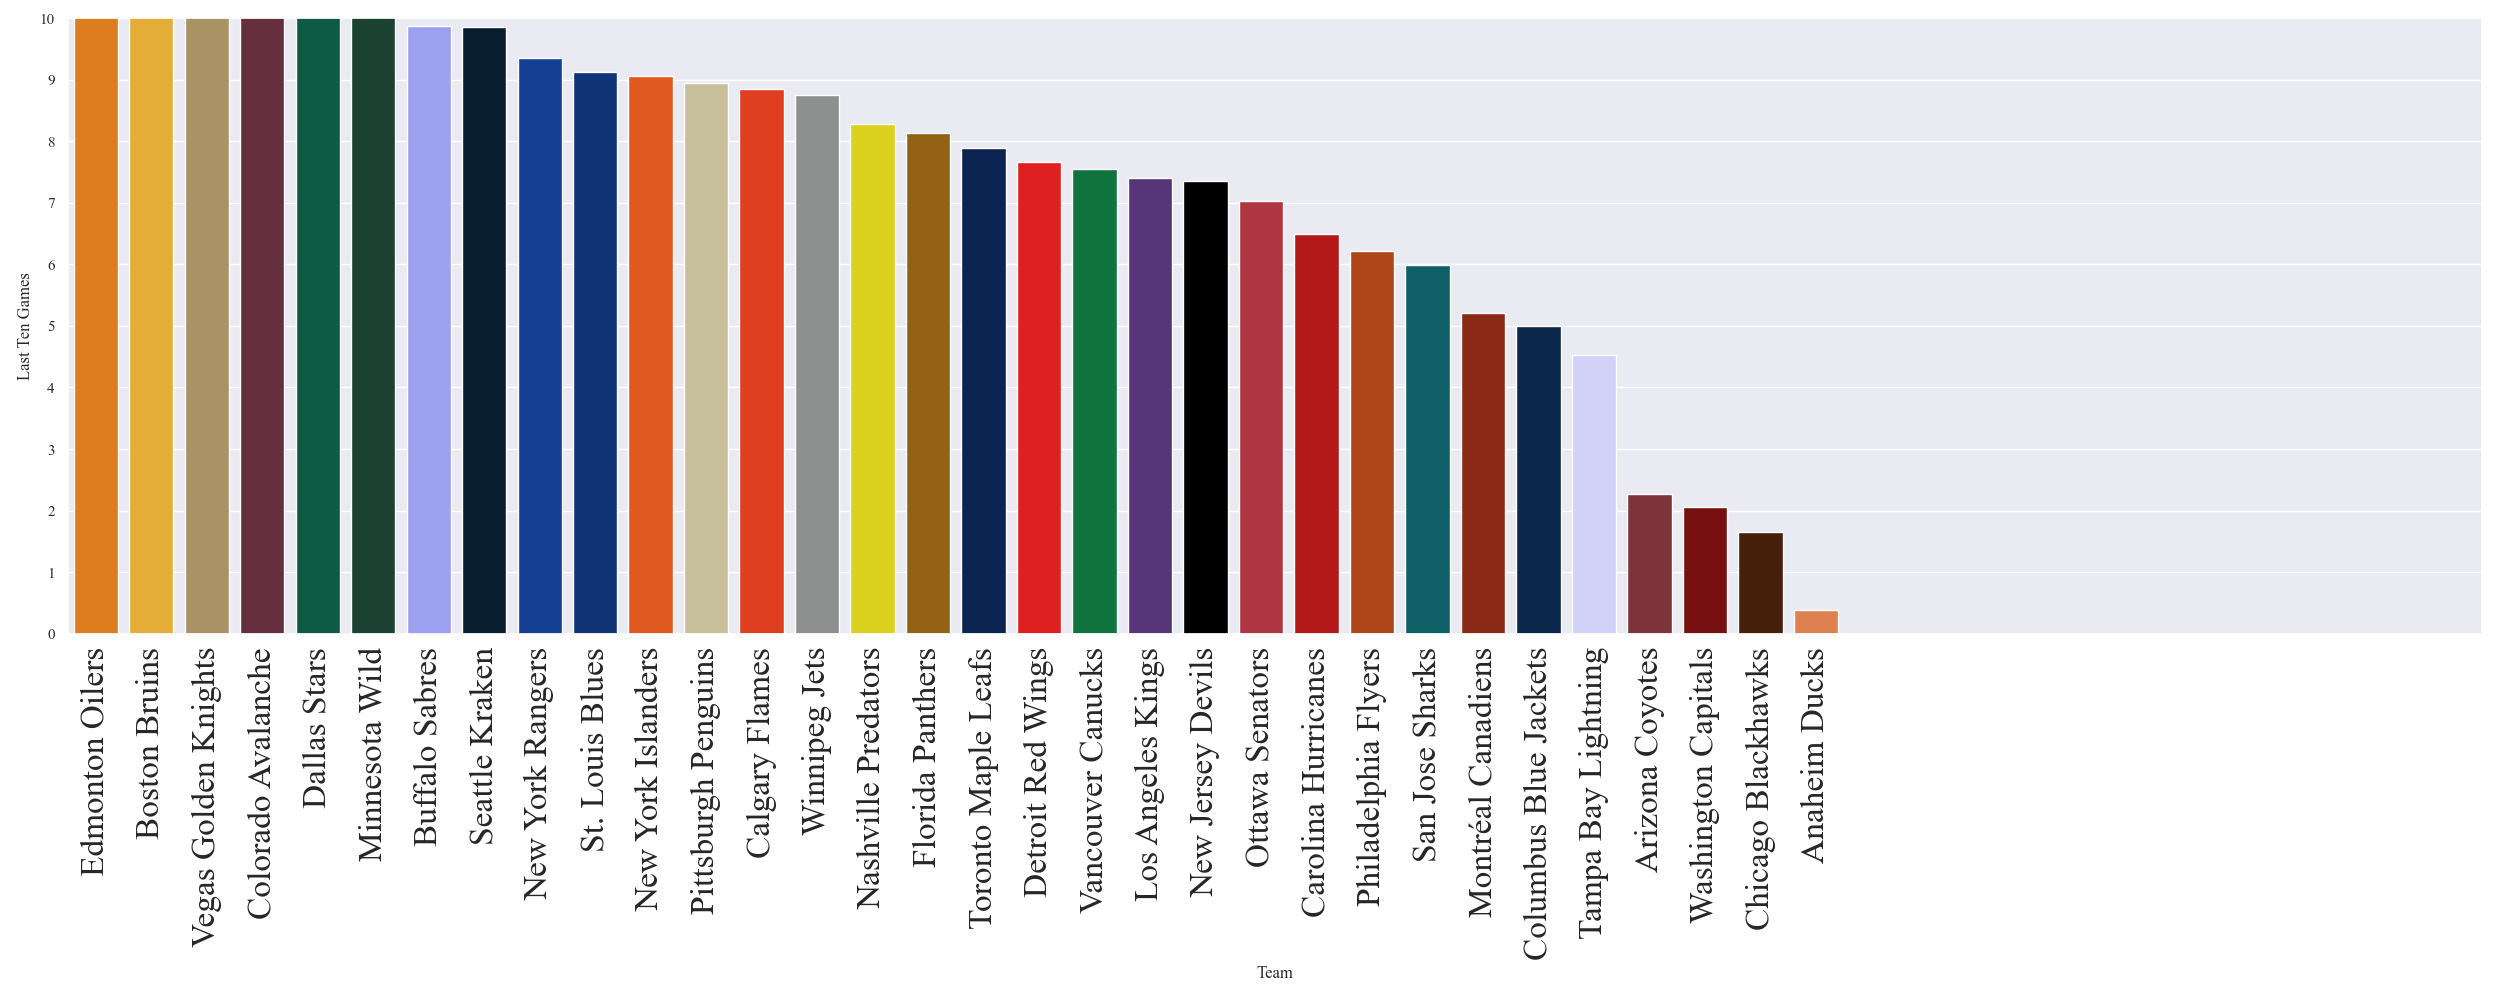 10
9
8
7
6
5
4
3
2
1
0
Last Ten Games
Edmonton Oilers
Boston Bruins
Vegas Golden Knights
Colorado Avalanche
Dallas Stars
Minnesota Wild
Buffalo Sabres
Seattle Kraken
New York Rangers
St. Louis Blues
New York Islanders
Pittsburgh Penguins
Calgary Flames
Winnipeg Jets
Nashville Predators
Florida Panthers
Toronto Maple Leafs
Detroit Red Wings
Vancouver Canucks
Los Angeles Kings
New Jersey Devils
Ottawa Senators
Carolina Hurricanes
Philadelphia Flyers
San Jose Sharks
Montréal Canadiens
Columbus Blue Jackets
Tampa Bay Lightning
Arizona Coyotes
Washington Capitals
Chicago Blackhawks
Anaheim Ducks
Team